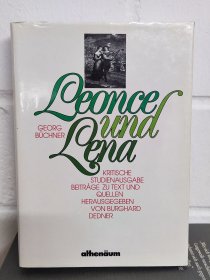 Leonce
GEORG
BÜCHNER
und
Lena
KRITISCHE
STUDIENAUSGABE
BEITRÄGE ZU TEXT UND
QUELLEN
HERAUSGEGEBEN
VON BURGHARD
DEDNER
athenäum